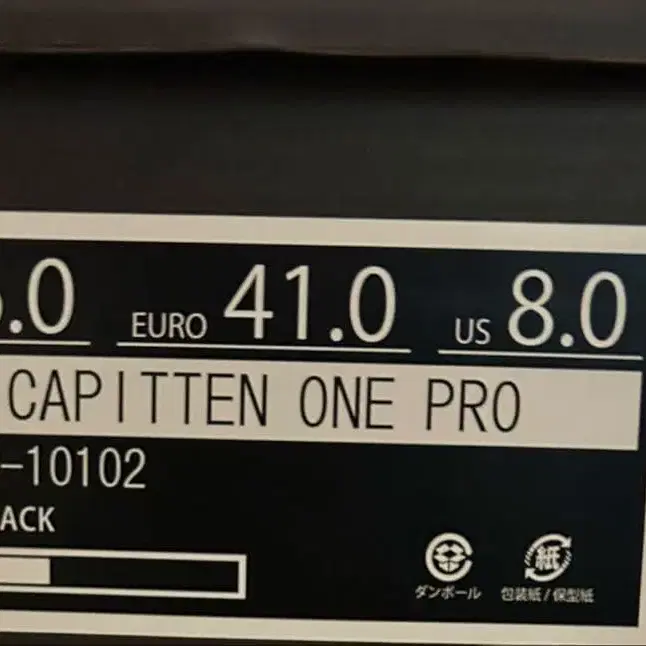 .0 EURO 41.0 US 8.0
CAPITTEN ONE PRO
-10102
ACK
紙
ダンボール 包装紙/保型紙